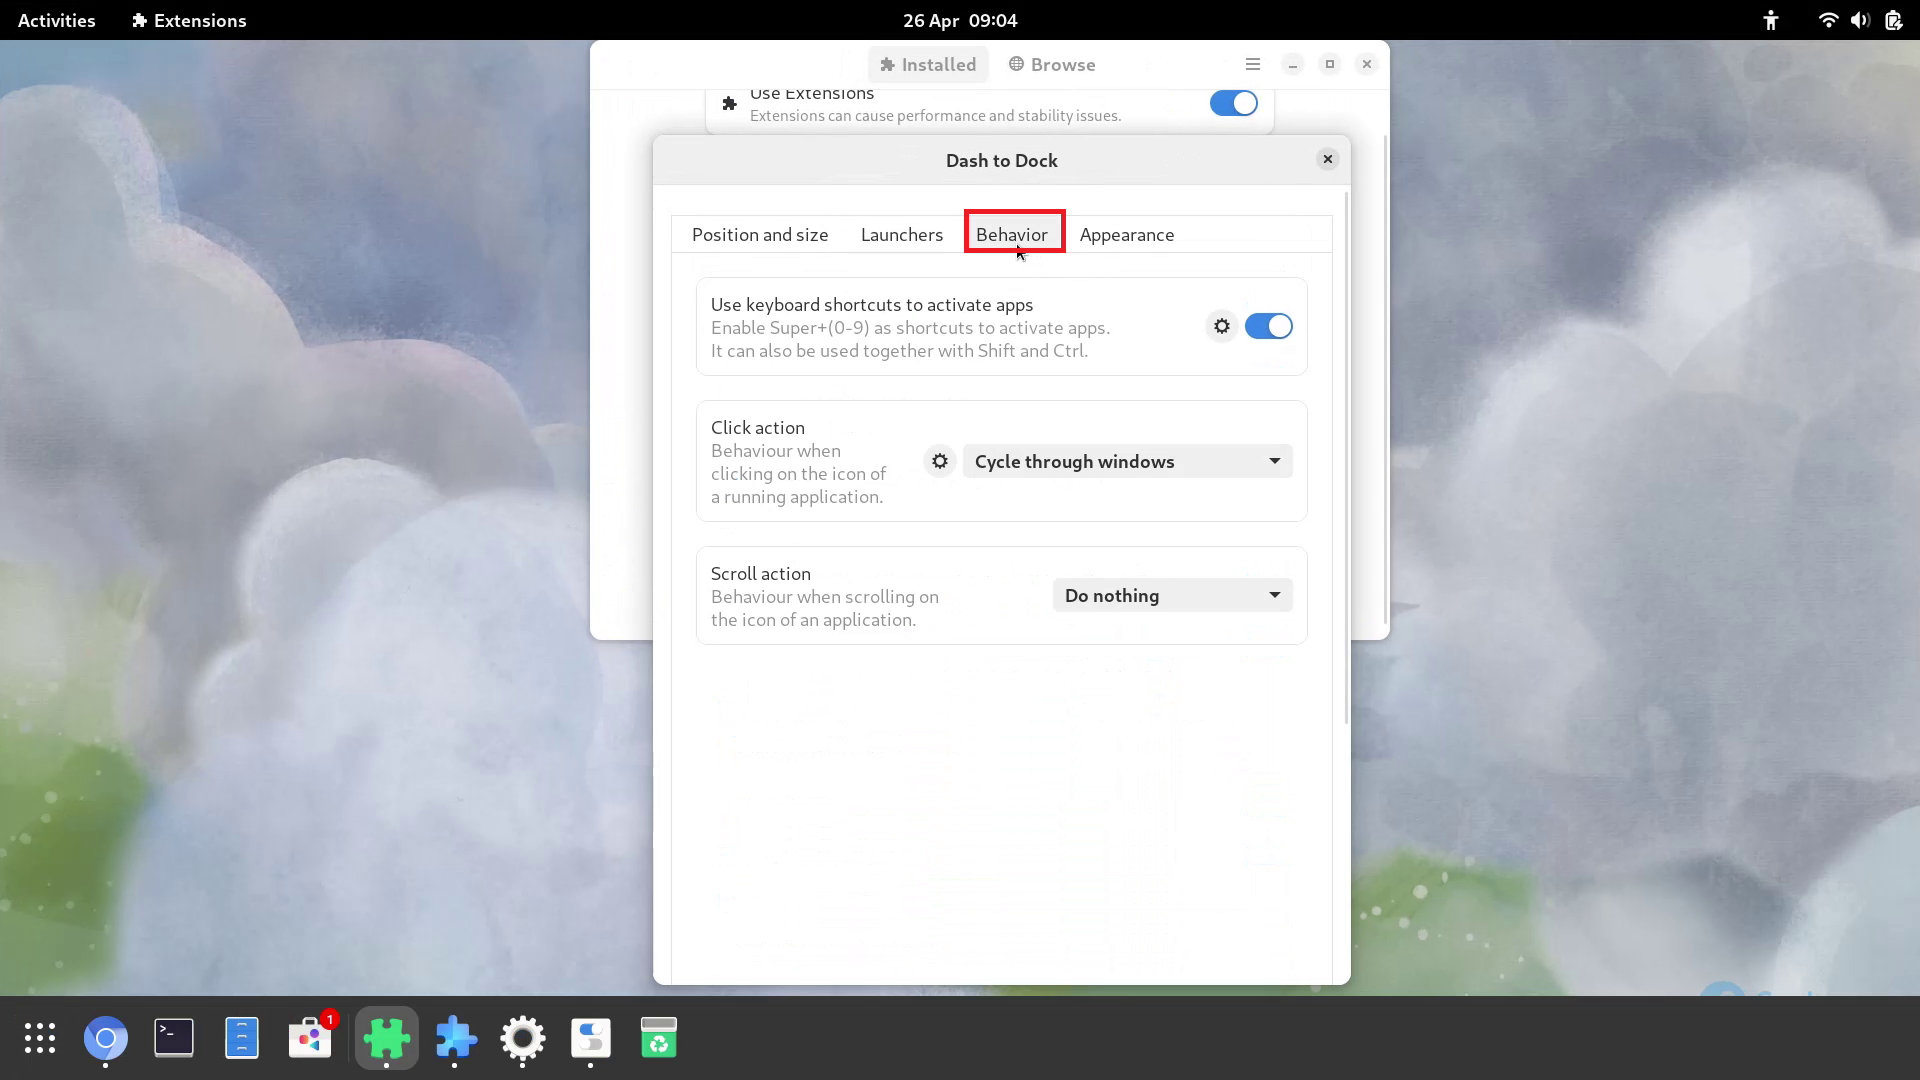 Activities
Extensions
26 Apr 09:04
Installed
Browse
Use Extensions
Extensions can cause performance and stability issues.
Dash to Dock
Position and size
Launchers
Behavior
Appearance
Use keyboard shortcuts to activate apps
Enable Super+(0-9) as shortcuts to activate apps.
It can also be used together with Shift and Ctrl.
Click action
Behaviour when
clicking on the icon of
a running application.
Cycle through windows
Scroll action
Behaviour when scrolling on
the icon of an application.
Do nothing
>_
1